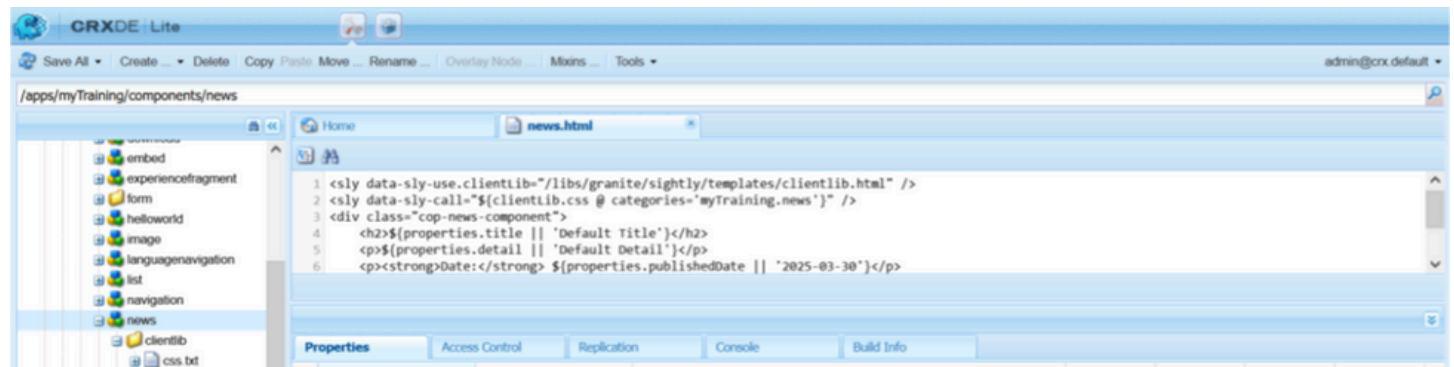 CRXDE | Lite
Save All Create ... Delete Copy Paste Move ... Rename ... Overlay Node ... Mixins ... Tools admin@crx.default
/apps/myTraining/components/news
Home news.html
download
embed
experiencefragment
form
helloworld
image
languagenavigation
list
navigation
news
clientlib
css.txt
1 <sly data-sly-use.clientLib="/libs/granite/sightly/templates/clientlib.html" />
2 <sly data-sly-call="${clientLib.css @ categories='myTraining.news'}" />
3 <div class="cop-news-component">
4 <h2>${properties.title || 'Default Title'}</h2>
5 <p>${properties.detail || 'Default Detail'}</p>
6 <p><strong>Date:</strong> ${properties.publishedDate || '2025-03-30'}</p>
Properties Access Control Replication Console Build Info